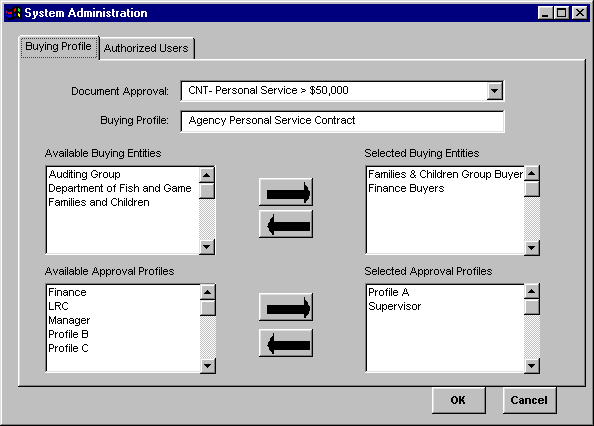 System Administration
Buying Profile
Authorized Users
Document Approval:
CNT- Personal Service > $50,000
Buying Profile:
Agency Personal Service Contract
Available Buying Entities
Auditing Group
Department of Fish and Game
Families and Children
Selected Buying Entities
Families & Children Group Buyer
Finance Buyers
Available Approval Profiles
Finance
LRC
Manager
Profile B
Profile C
Selected Approval Profiles
Profile A
Supervisor
OK
Cancel